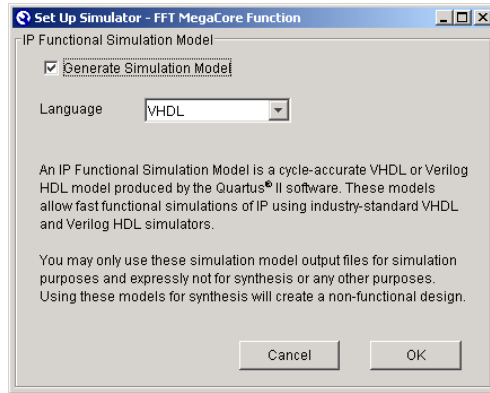 Set Up Simulator - FFT MegaCore Function
IP Functional Simulation Model
Generate Simulation Model
Language VHDL
An IP Functional Simulation Model is a cycle-accurate VHDL or Verilog
HDL model produced by the Quartus® II software. These models
allow fast functional simulations of IP using industry-standard VHDL
and Verilog HDL simulators.
You may only use these simulation model output files for simulation
purposes and expressly not for synthesis or any other purposes.
Using these models for synthesis will create a non-functional design.
Cancel OK